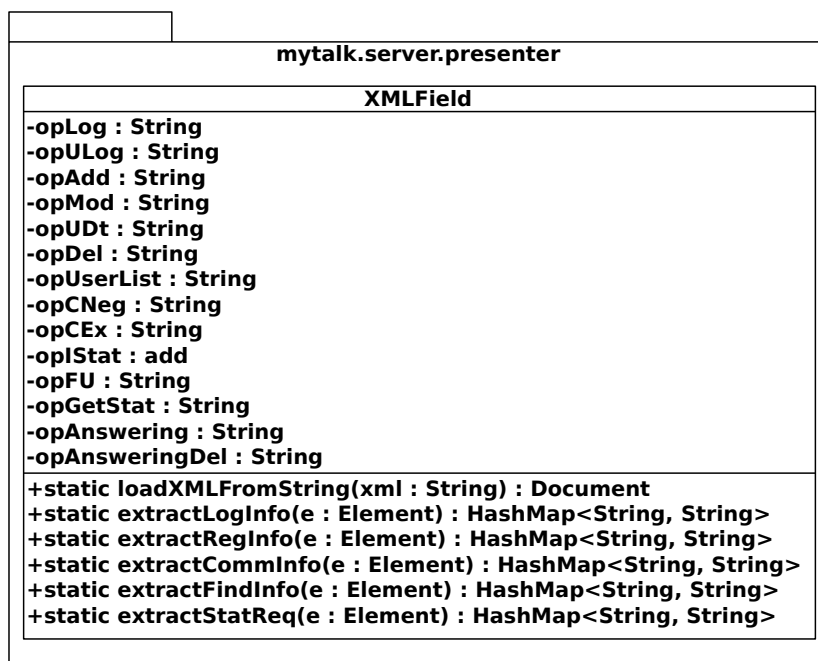 mytalk.server.presenter
XMLField
-opLog : String
-opULog : String
-opAdd : String
-opMod : String
-opUDt : String
-opDel : String
-opUserList : String
-opCNeg : String
-opCEx : String
-opIStat : add
-opFU : String
-opGetStat : String
-opAnswering : String
-opAnsweringDel : String
+static loadXMLFromString(xml : String) : Document
+static extractLogInfo(e : Element) : HashMap<String, String>
+static extractRegInfo(e : Element) : HashMap<String, String>
+static extractCommInfo(e : Element) : HashMap<String, String>
+static extractFindInfo(e : Element) : HashMap<String, String>
+static extractStatReq(e : Element) : HashMap<String, String>